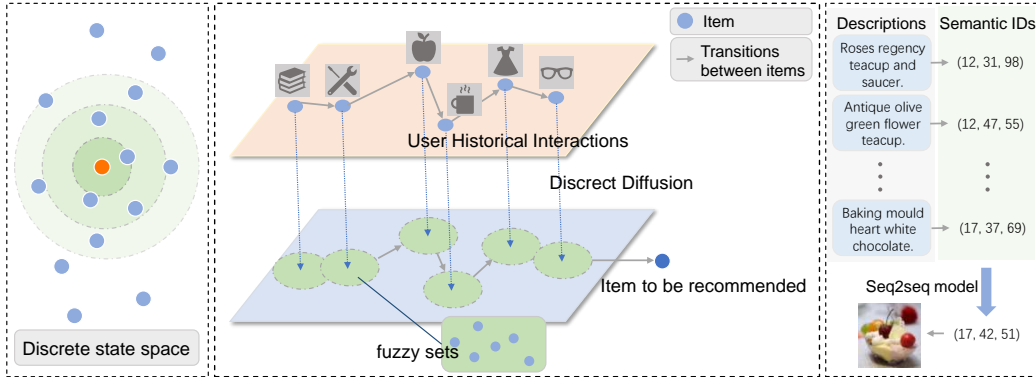 Discrete state space
Item
Transitions
between items
User Historical Interactions
Discrect Diffusion
Item to be recommended
fuzzy sets
Descriptions
Semantic IDs
Roses regency
teacup and
saucer.
(12, 31, 98)
Antique olive
green flower
teacup.
(12, 47, 55)
Baking mould
heart white
chocolate.
(17, 37, 69)
Seq2seq model
(17, 42, 51)